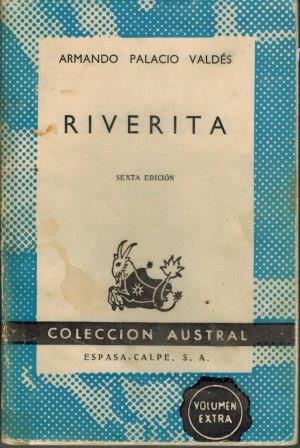 ARMANDO PALACIO VALDÉS
RIVERITA
SEXTA EDICIÓN
COLECCION AUSTRAL
ESPASA-CALPE, S. A.
VOLUMEN
EXTRA